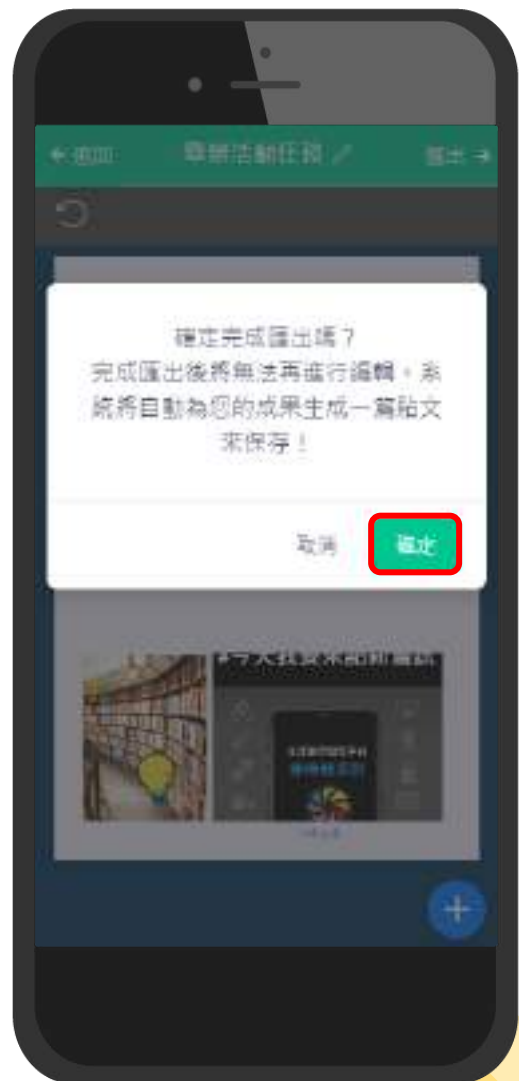 返回
匯出
確定完成匯出嗎？
完成匯出後將無法再進行編輯。系
統將自動為您的成果生成一篇貼文
來保存！
取消
確定